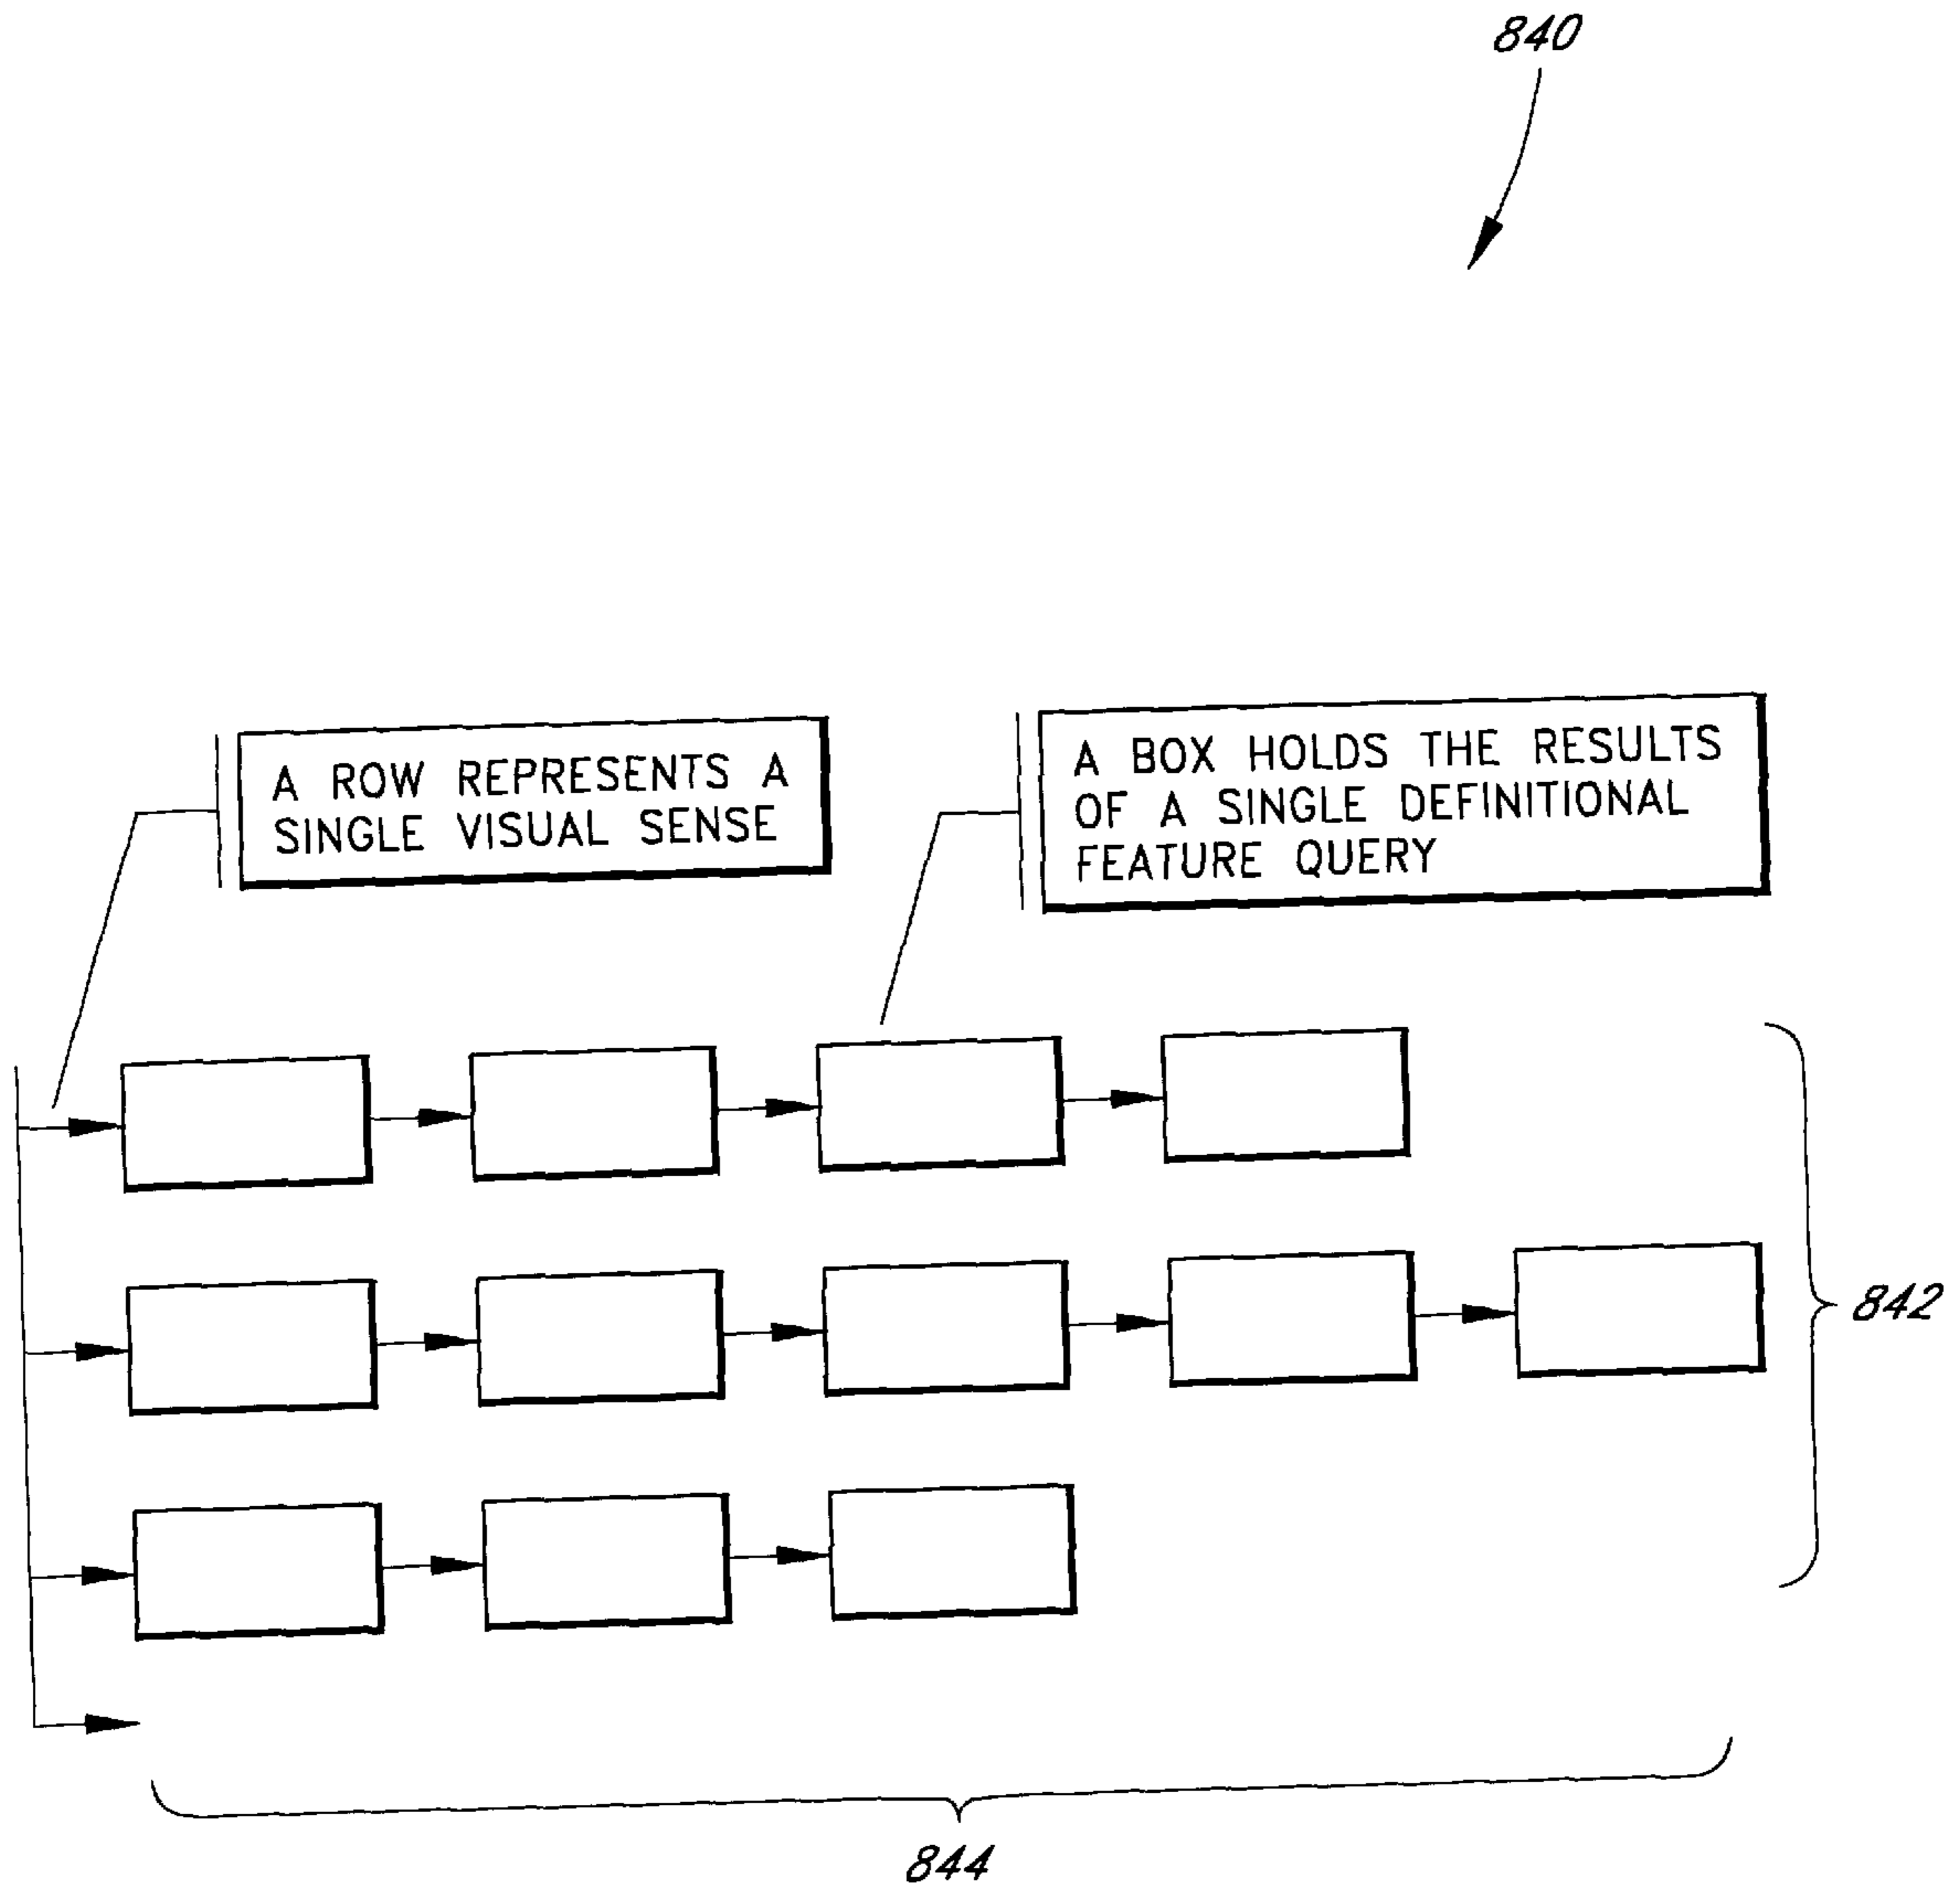 840
A ROW REPRESENTS A
SINGLE VISUAL SENSE
A BOX HOLDS THE RESULTS
OF A SINGLE DEFINITIONAL
FEATURE QUERY
842
844